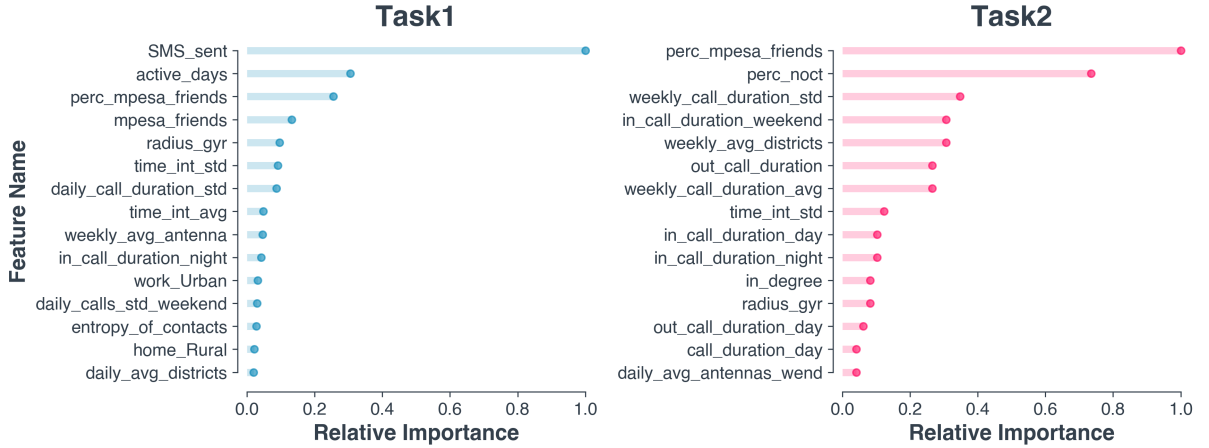 Task1
Feature Name
SMS_sent
active_days
perc_mpesa_friends
mpesa_friends
radius_gyr
time_int_std
daily_call_duration_std
time_int_avg
weekly_avg_antenna
in_call_duration_night
work_Urban
daily_calls_std_weekend
entropy_of_contacts
home_Rural
daily_avg_districts
0.0 0.2 0.4 0.6 0.8 1.0
Relative Importance
Task2
perc_mpesa_friends
perc_noct
weekly_call_duration_std
in_call_duration_weekend
weekly_avg_districts
out_call_duration
weekly_call_duration_avg
time_int_std
in_call_duration_day
in_call_duration_night
in_degree
radius_gyr
out_call_duration_day
call_duration_day
daily_avg_antennas_wend
0.0 0.2 0.4 0.6 0.8 1.0
Relative Importance